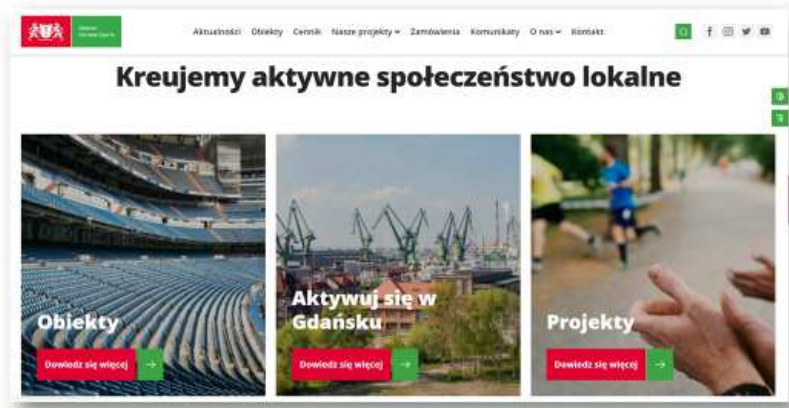 Aktualności Obiekty Cennik Nasze projekty Zamówienia Komunikaty O nas Kontakt
Kreujemy aktywne społeczeństwo lokalne
Obiekty
Dowiedz się więcej
Aktywuj się w
Gdańsku
Dowiedz się więcej
Projekty
Dowiedz się więcej